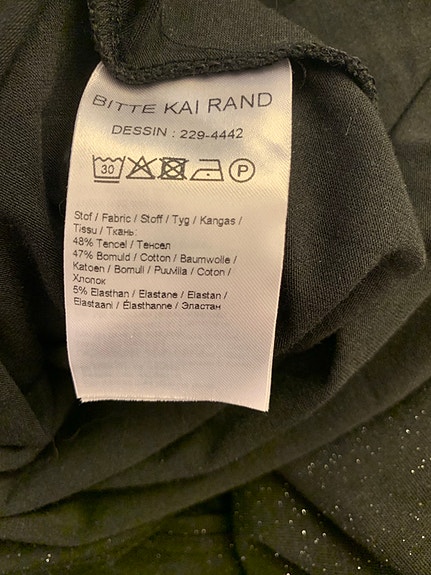 BITTE KAI RAND
DESSIN : 229-4442
30 P
Stof / Fabric / Stoff / Tyg / Kangas /
Tissu / Ткань:
48% Tencel / Тенсел
47% Bomuld / Cotton / Baumwolle /
Katoen / Bomull / Puuvilla / Coton /
Хлопок
5% Elasthan / Elastane / Elastan /
Elastaani / Élasthanne / Эластан